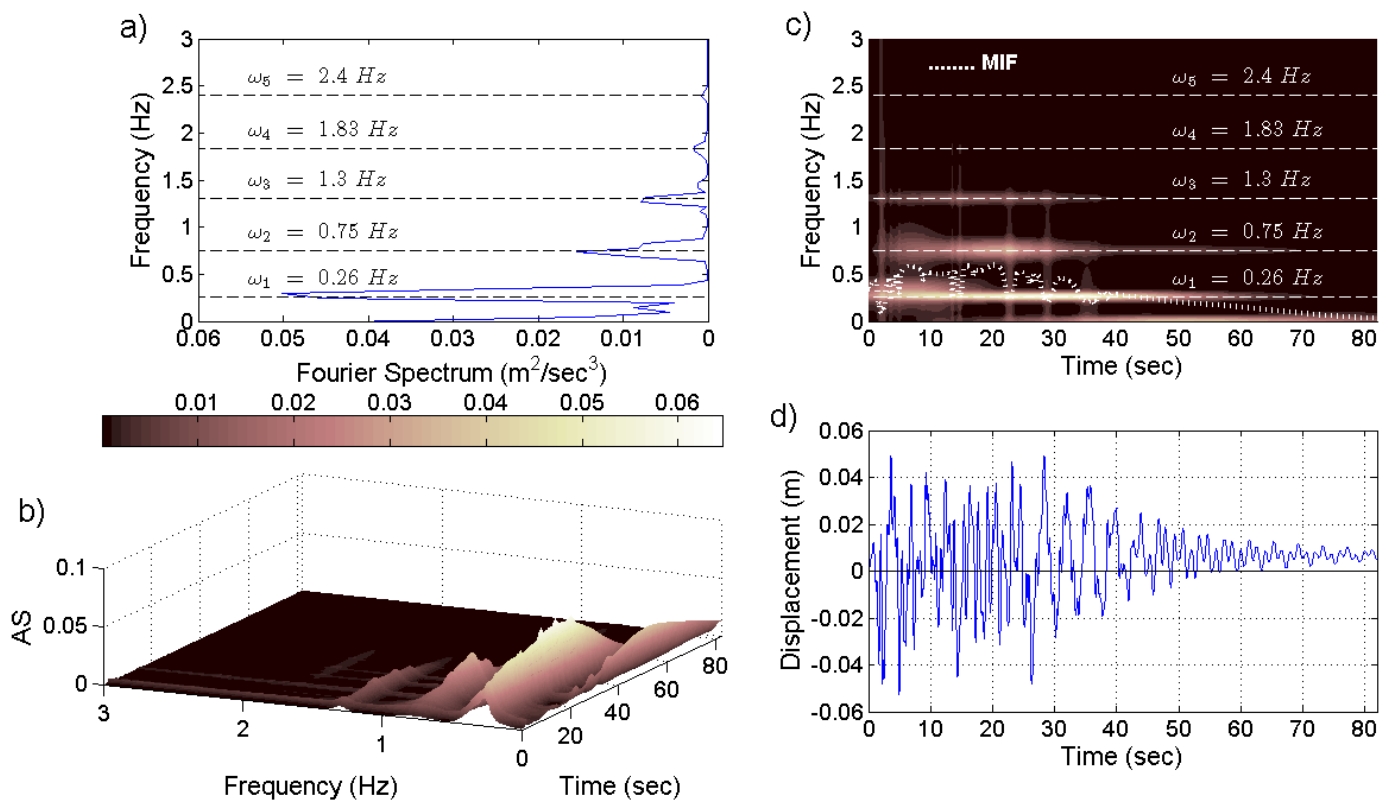 a)
3
2.5
2
1.5
1
0.5
0
Frequency (Hz)
ω5 = 2.4 Hz
ω4 = 1.83 Hz
ω3 = 1.3 Hz
ω2 = 0.75 Hz
ω1 = 0.26 Hz
0.06 0.05 0.04 0.03 0.02 0.01 0
Fourier Spectrum (m²/sec³)
0.01 0.02 0.03 0.04 0.05 0.06
b)
0.1
0.05
0
AS
3 2 1 0
Frequency (Hz)
20 40 60 80
Time (sec)
c)
3
2.5
2
1.5
1
0.5
0
Frequency (Hz)
MIF
ω5 = 2.4 Hz
ω4 = 1.83 Hz
ω3 = 1.3 Hz
ω2 = 0.75 Hz
ω1 = 0.26 Hz
0 10 20 30 40 50 60 70 80
Time (sec)
d)
0.06
0.04
0.02
0
-0.02
-0.04
-0.06
Displacement (m)
0 10 20 30 40 50 60 70 80
Time (sec)